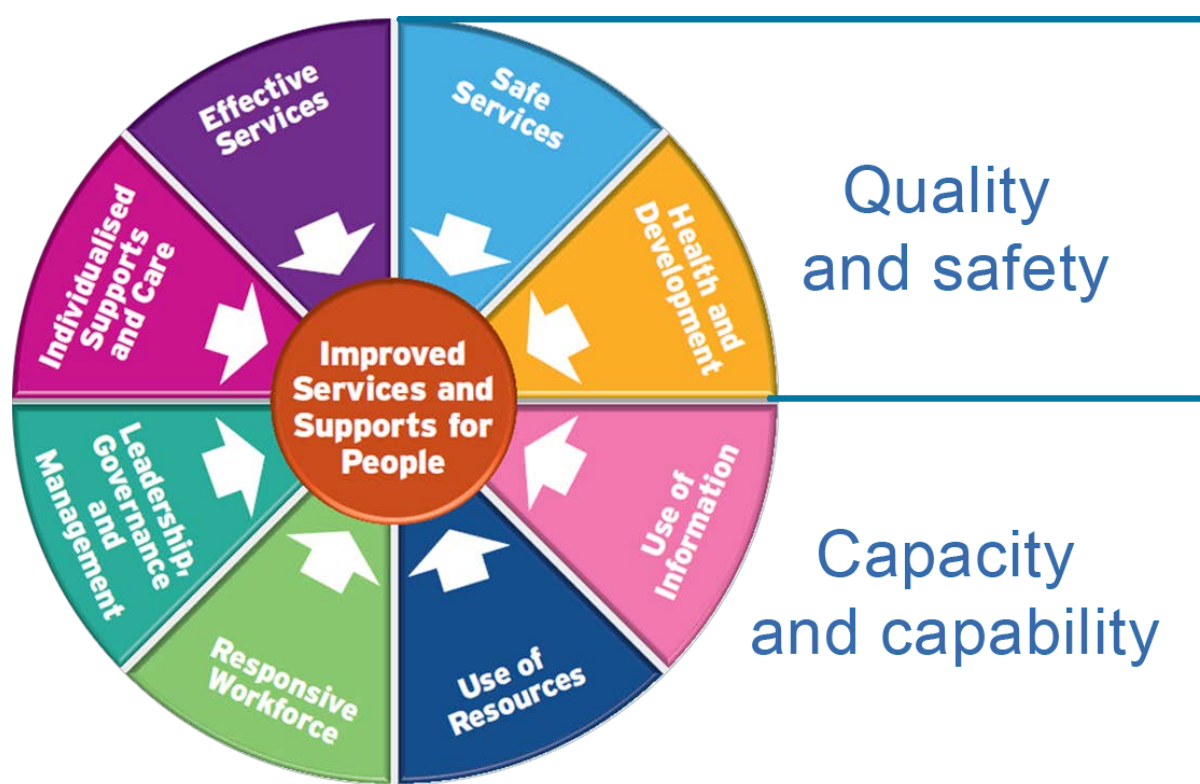 Effective
Services
Safe
Services
Individualised
Supports
and Care
Health and
Development
Quality
and safety
Improved
Services and
Supports for
People
Leadership,
Governance
and
Management
Use of
Information
Capacity
and capability
Responsive
Workforce
Use of
Resources